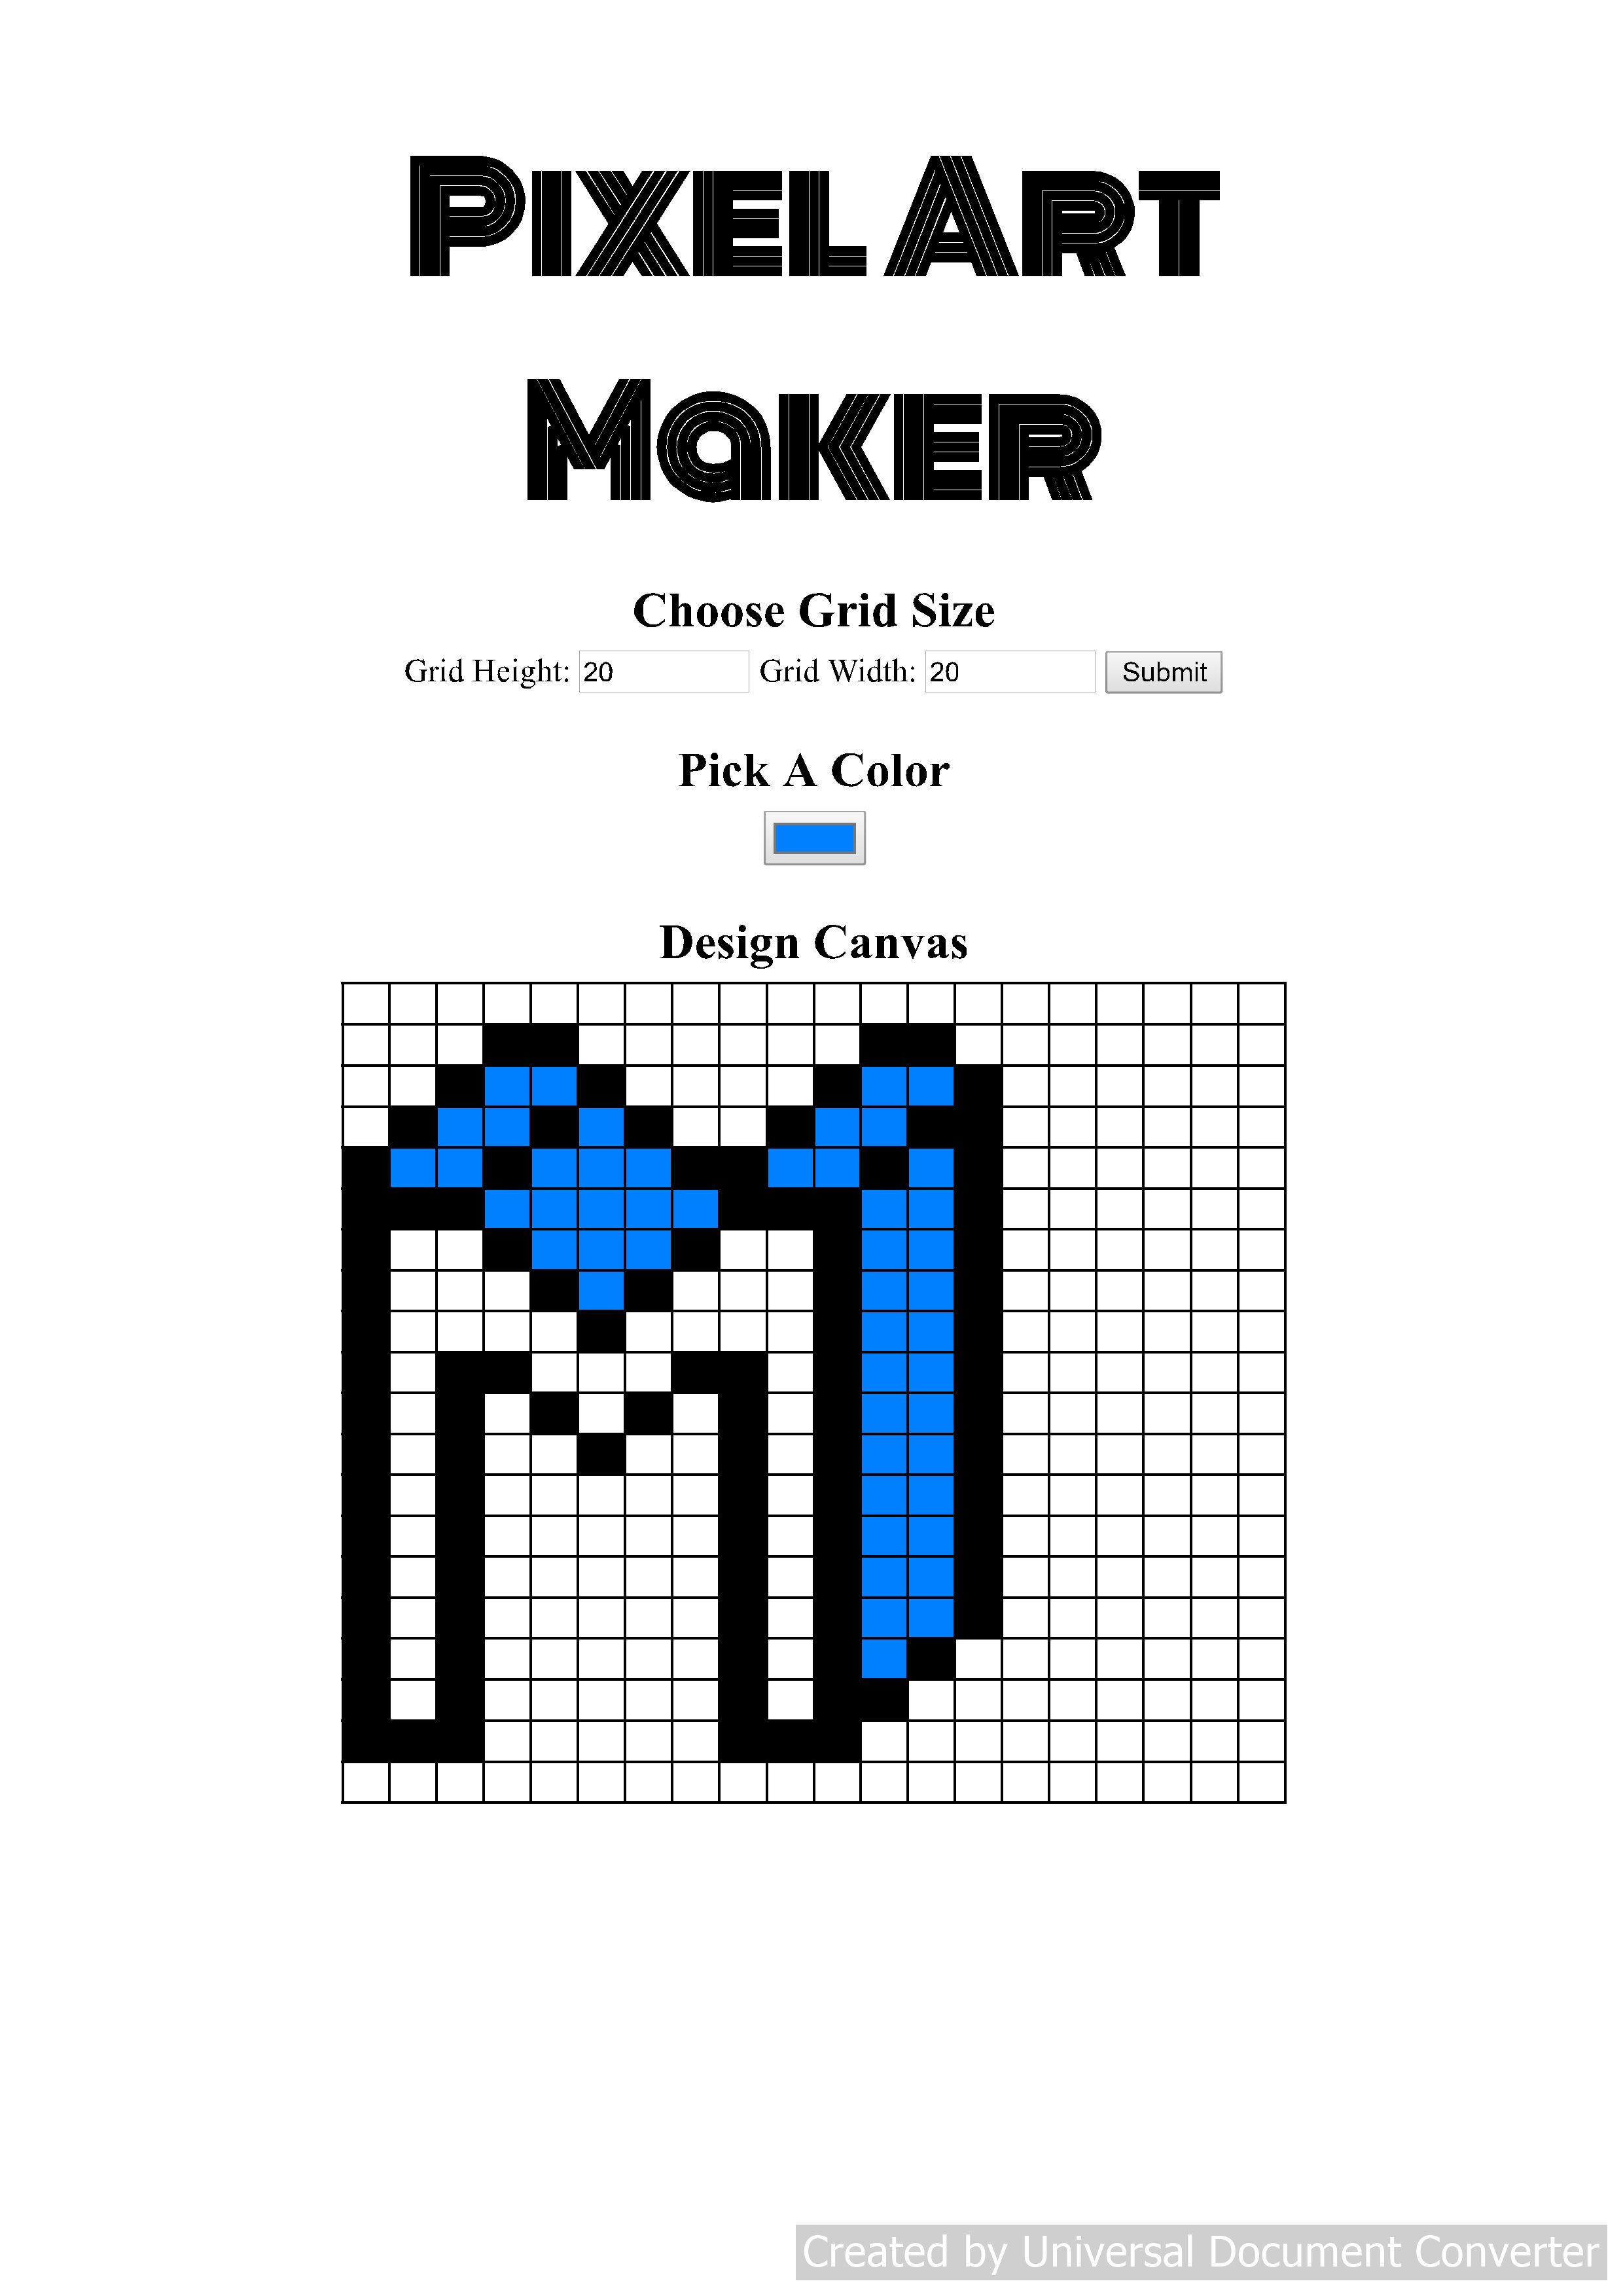 Pixel Art
Maker
Choose Grid Size
Grid Height: 20 Grid Width: 20 Submit
Pick A Color
Design Canvas
M
Created by Universal Document Converter